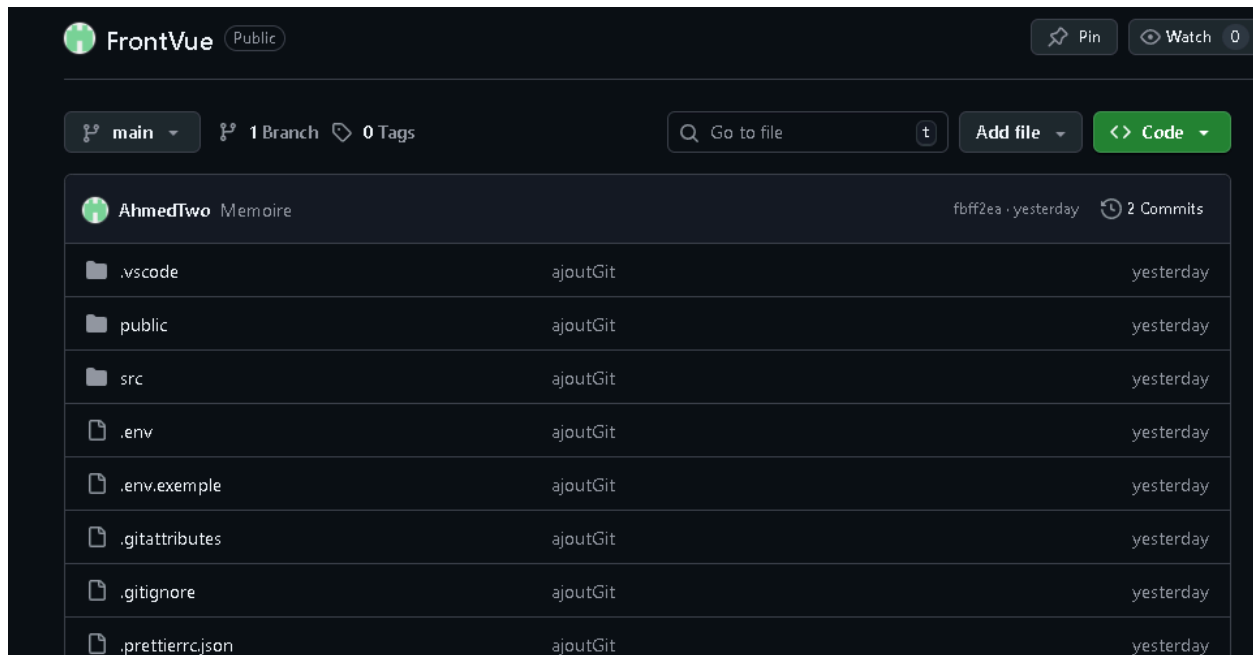 FrontVue Public Pin Watch 0
main 1 Branch 0 Tags Go to file t Add file Code
AhmedTwo Memoire fbff2ea · yesterday 2 Commits
.vscode ajoutGit yesterday
public ajoutGit yesterday
src ajoutGit yesterday
.env ajoutGit yesterday
.env.exemple ajoutGit yesterday
.gitattributes ajoutGit yesterday
.gitignore ajoutGit yesterday
.prettierrc.json ajoutGit yesterday